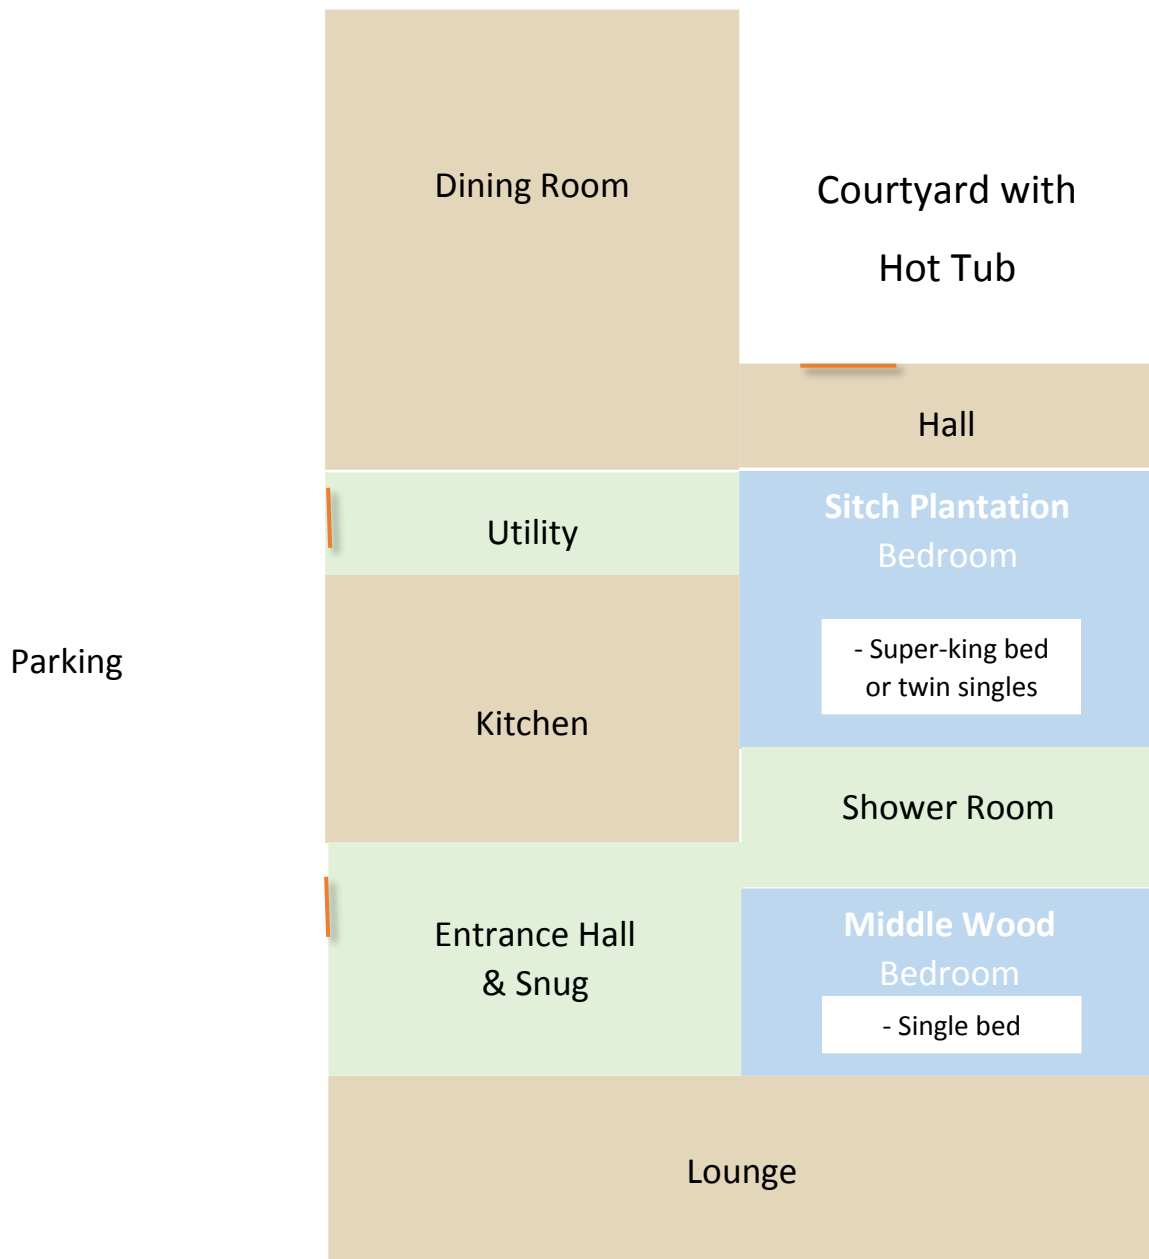 Dining Room
Courtyard with
Hot Tub
Hall
Utility
Sitch Plantation
Bedroom
- Super-king bed
or twin singles
Parking
Kitchen
Shower Room
Entrance Hall
& Snug
Middle Wood
Bedroom
- Single bed
Lounge